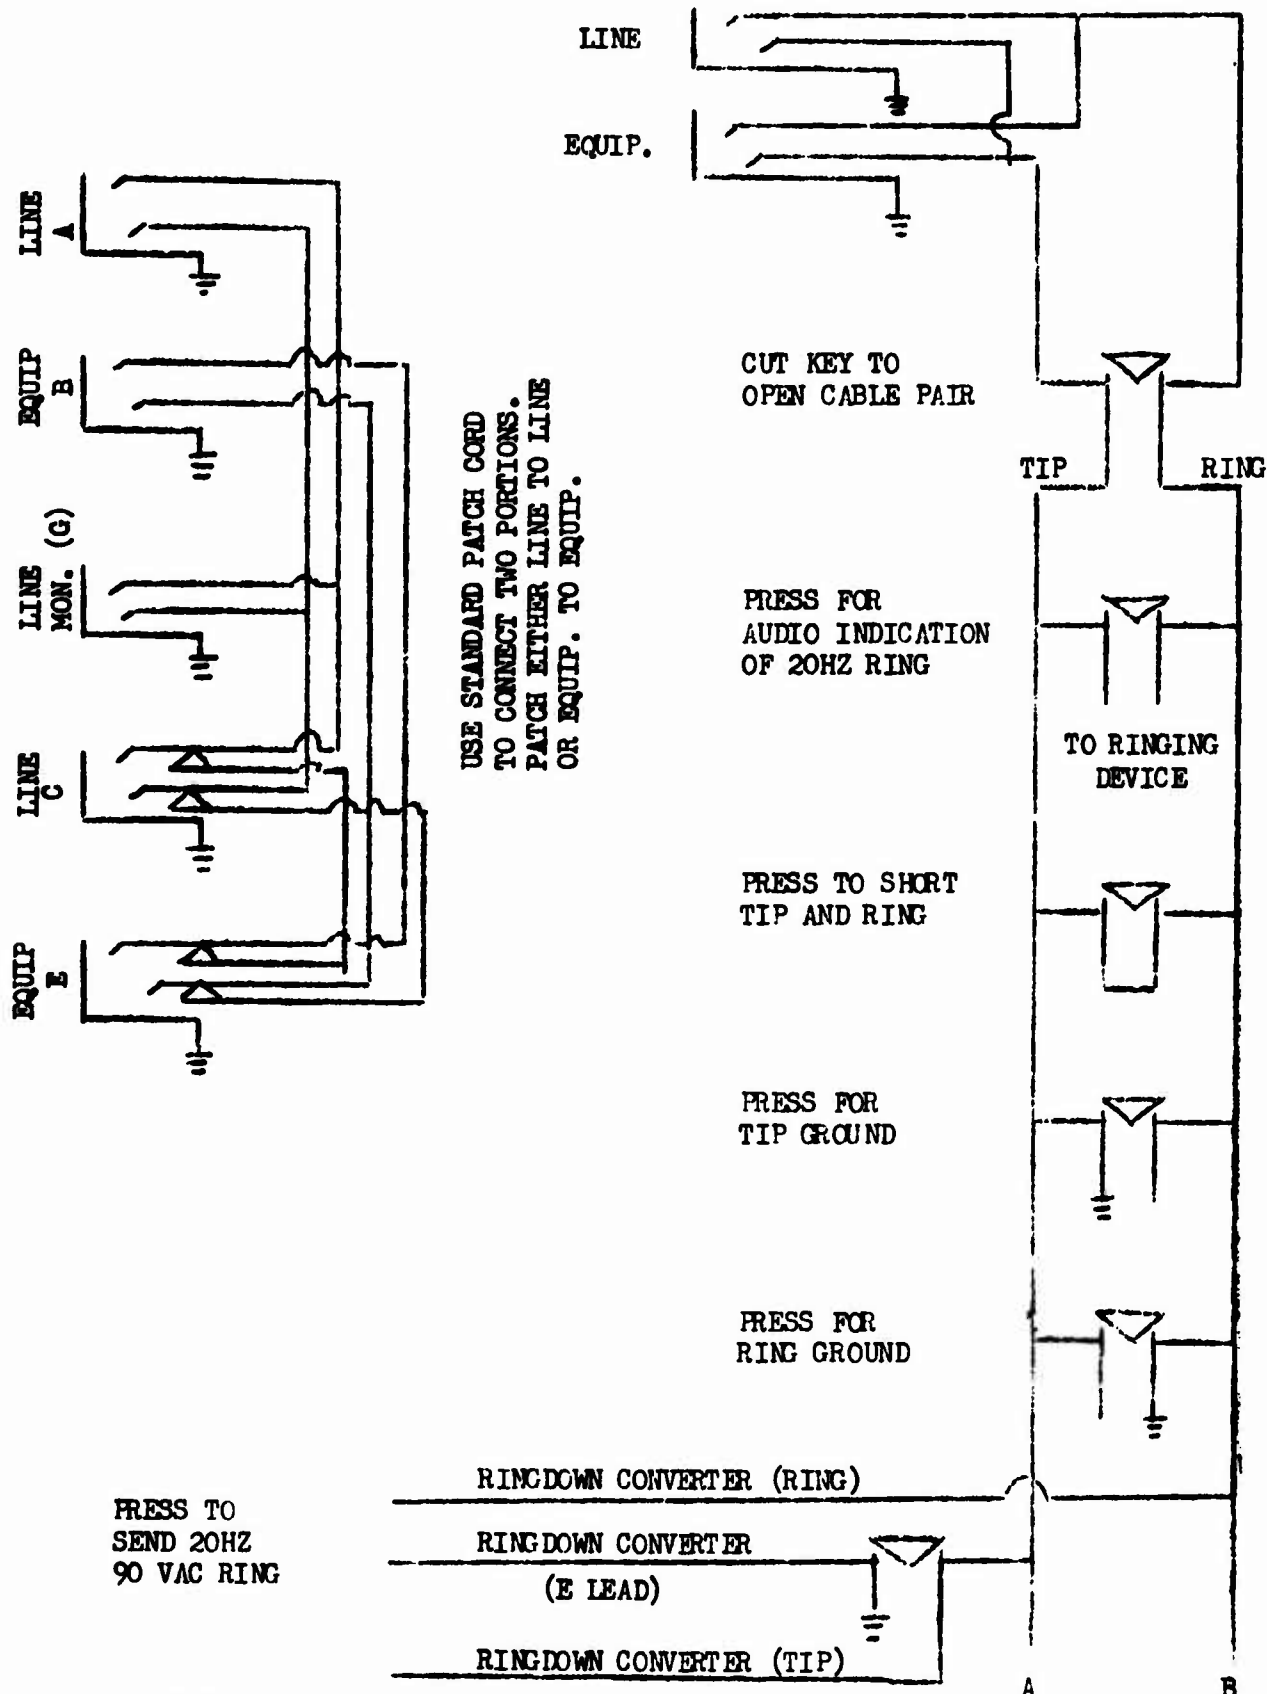 LINE
EQUIP.
LINE
A
EQUIP
B
LINE
MON. (G)
LINE
C
EQUIP
E
USE STANDARD PATCH CORD
TO CONNECT TWO PORTIONS.
PATCH EITHER LINE TO LINE
OR EQUIP. TO EQUIP.
CUT KEY TO
OPEN CABLE PAIR
TIP
RING
PRESS FOR
AUDIO INDICATION
OF 20HZ RING
TO RINGING
DEVICE
PRESS TO SHORT
TIP AND RING
PRESS FOR
TIP GROUND
PRESS FOR
RING GROUND
PRESS TO
SEND 20HZ
90 VAC RING
RINGDOWN CONVERTER (RING)
RINGDOWN CONVERTER
(E LEAD)
RINGDOWN CONVERTER (TIP)
A
B